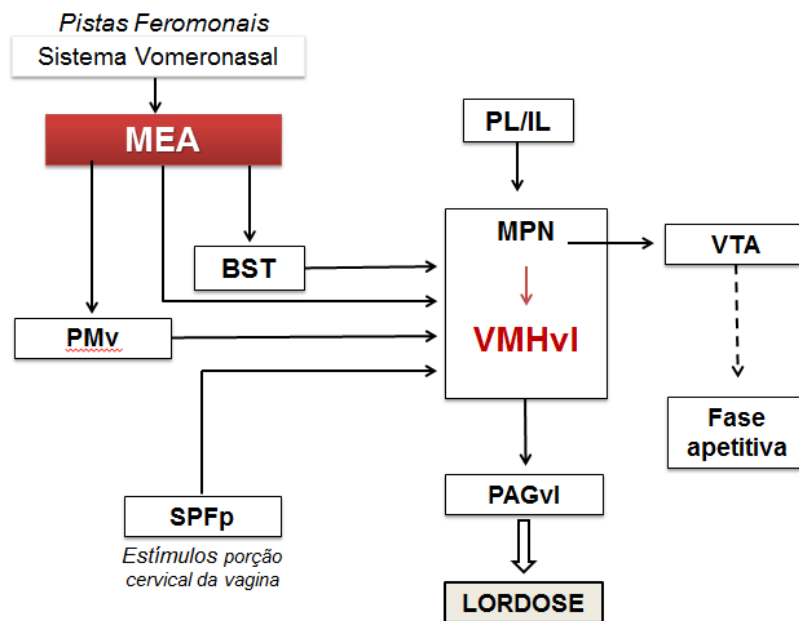 Pistas Feromonais
Sistema Vomeronasal
MEA
PL/IL
MPN
VTA
BST
VMHvl
PMv
Fase
apetitiva
PAGvl
SPFp
Estímulos porção
cervical da vagina
LORDOSE